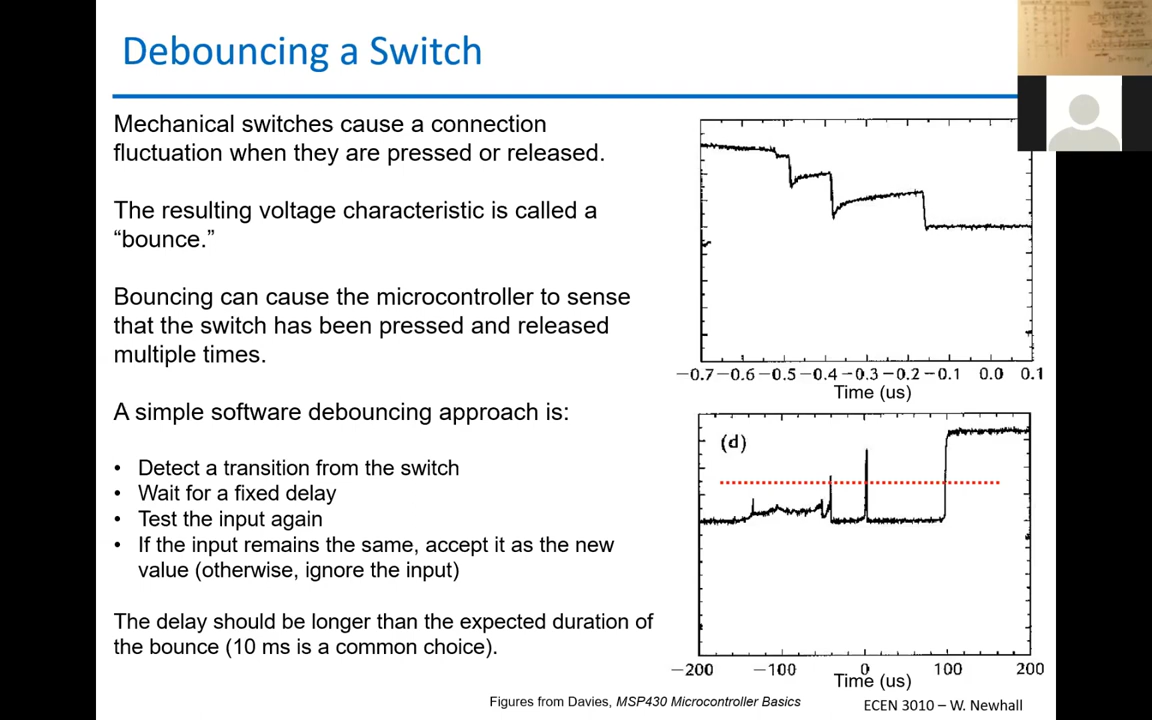 Debouncing a Switch
Mechanical switches cause a connection
fluctuation when they are pressed or released.
The resulting voltage characteristic is called a
“bounce.”
Bouncing can cause the microcontroller to sense
that the switch has been pressed and released
multiple times.
A simple software debouncing approach is:
• Detect a transition from the switch
• Wait for a fixed delay
• Test the input again
• If the input remains the same, accept it as the new
value (otherwise, ignore the input)
The delay should be longer than the expected duration of
the bounce (10 ms is a common choice).
−0.7 −0.6 −0.5 −0.4 −0.3 −0.2 −0.1 0.0 0.1
Time (us)
(d)
−200 −100 0 100 200
Time (us)
Figures from Davies, MSP430 Microcontroller Basics
ECEN 3010 – W. Newhall